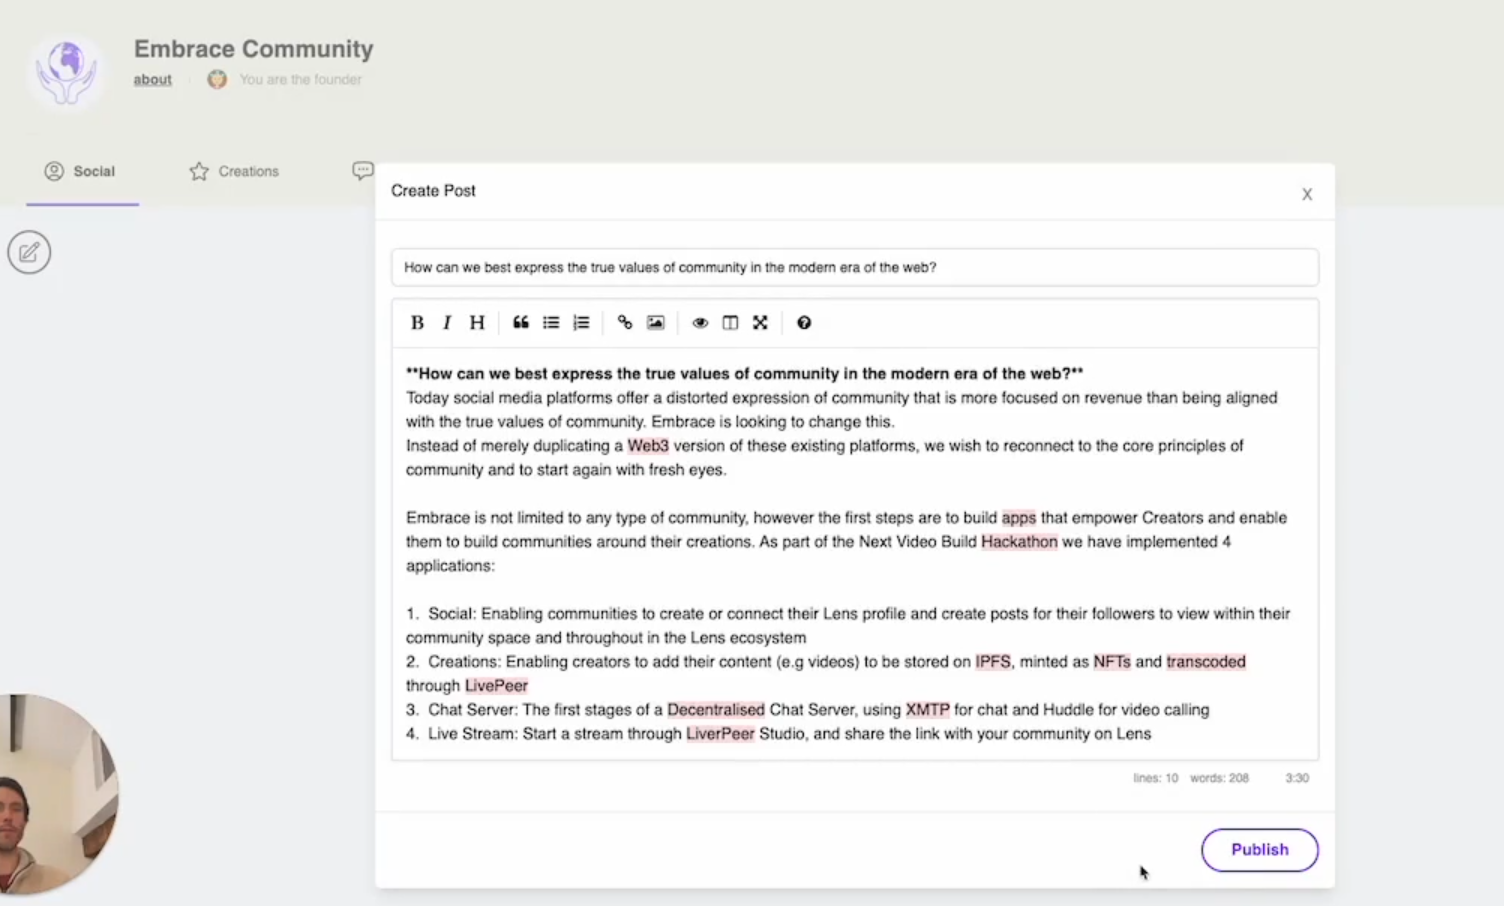 Embrace Community
about
You are the founder
Social
Creations
Create Post
X
How can we best express the true values of community in the modern era of the web?
B I H
**How can we best express the true values of community in the modern era of the web?**
Today social media platforms offer a distorted expression of community that is more focused on revenue than being aligned
with the true values of community. Embrace is looking to change this.
Instead of merely duplicating a Web3 version of these existing platforms, we wish to reconnect to the core principles of
community and to start again with fresh eyes.
Embrace is not limited to any type of community, however the first steps are to build apps that empower Creators and enable
them to build communities around their creations. As part of the Next Video Build Hackathon we have implemented 4
applications:
1. Social: Enabling communities to create or connect their Lens profile and create posts for their followers to view within their
community space and throughout in the Lens ecosystem
2. Creations: Enabling creators to add their content (e.g videos) to be stored on IPFS, minted as NFTs and transcoded
through LivePeer
3. Chat Server: The first stages of a Decentralised Chat Server, using XMTP for chat and Huddle for video calling
4. Live Stream: Start a stream through LiverPeer Studio, and share the link with your community on Lens
lines: 10 words: 208 3:30
Publish